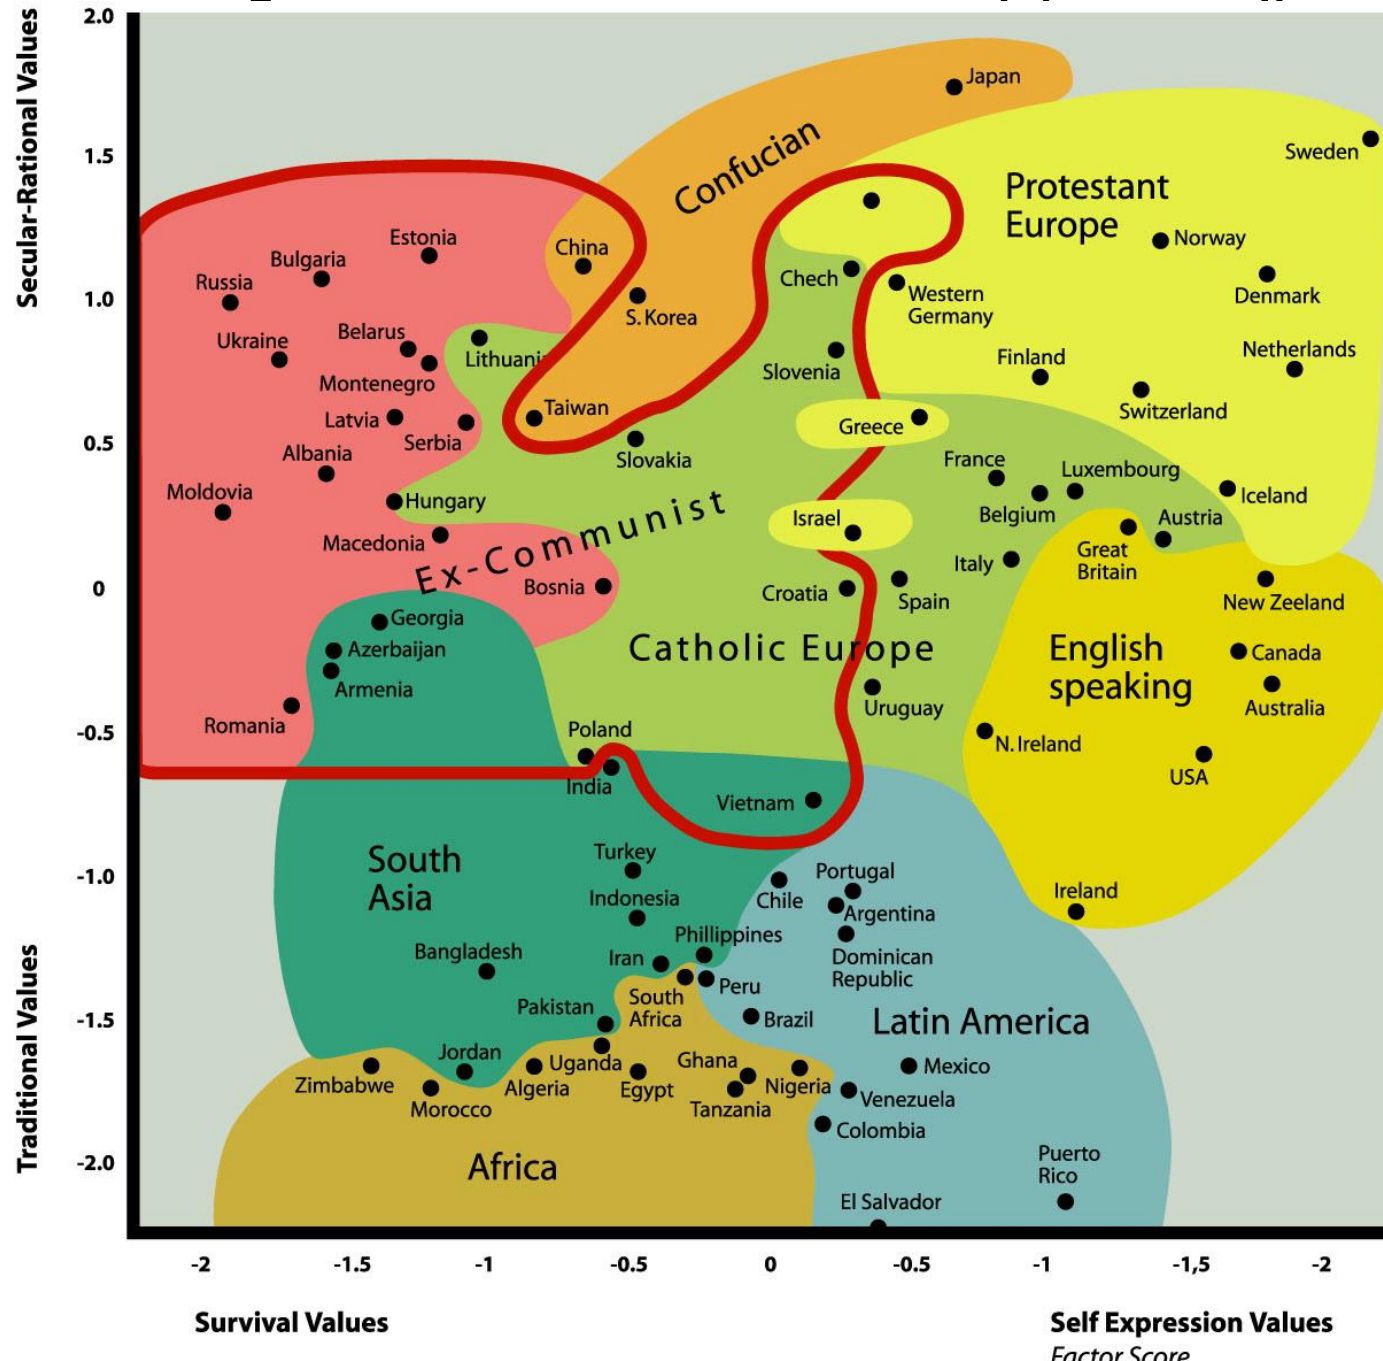 2.0
Secular-Rational Values
Japan
Confucian
1.5
Sweden
Protestant
Europe
Norway
Estonia
China
Bulgaria
Russia
Chech
Denmark
1.0
Western
Germany
S.Korea
Belarus
Ukraine
Lithuani
Montenegro
Slovenia
Finland
Netherlands
Taiwan
Switzerland
Latvia
Serbia
Greece
0.5
Albania
Slovakia
France
Luxembourg
Moldovia
Hungary
Belgium
Iceland
Ex-Communist
Israel
Austria
Macedonia
Great
Britain
Italy
0
Bosnia
Croatia
Spain
New Zeeland
Georgia
Azerbaijan
Catholic Europe
English
speaking
Canada
Armenia
Uruguay
Australia
Romania
-0.5
Poland
N.Ireland
USA
India
Vietnam
South
Asia
Turkey
-1.0
Portugal
Chile
Ireland
Indonesia
Argentina
Phillippines
Bangladesh
Iran
Dominican
Republic
Peru
South
Africa
Pakistan
-1.5
Brazil
Latin America
Jordan
Uganda
Ghana
Mexico
Zimbabwe
Algeria
Egypt
Nigeria
Morocco
Tanzania
Venezuela
Colombia
Traditional Values
-2.0
Africa
Puerto
Rico
El Salvador
-2
-1.5
-1
-0.5
0
-0.5
-1
-1,5
-2
Survival Values
Self Expression Values
Factor Score